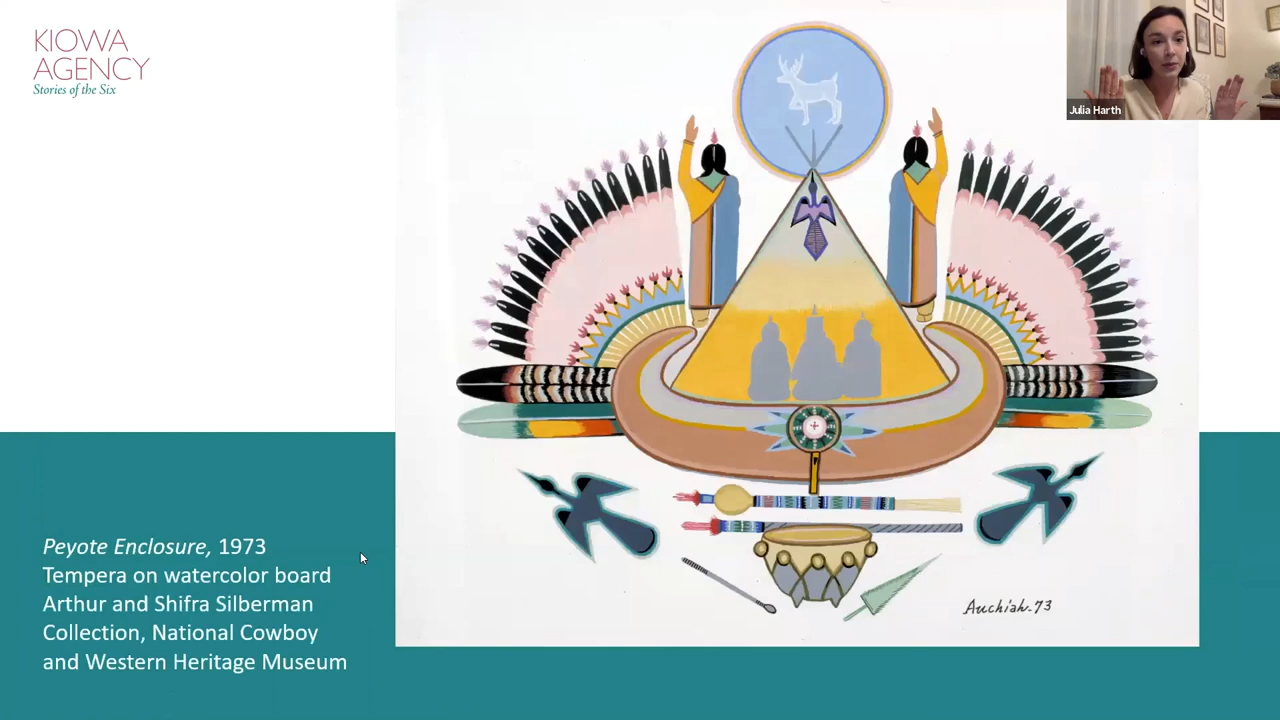 KIOWA
AGENCY
Stories of the Six
Julia Harth
Auchiah-73
Peyote Enclosure, 1973
Tempera on watercolor board
Arthur and Shifra Silberman
Collection, National Cowboy
and Western Heritage Museum